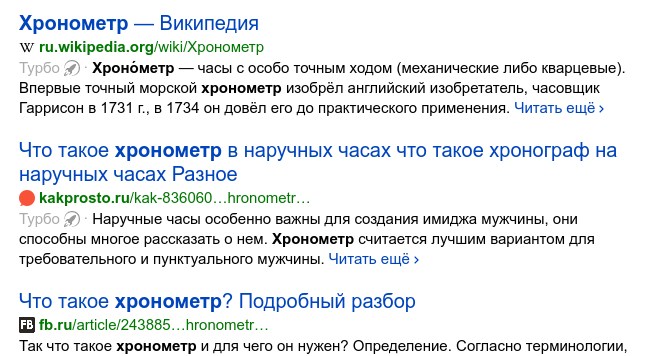 Хронометр — Википедия
W ru.wikipedia.org/wiki/Хронометр
Турбо · Хроно́метр — часы с особо точным ходом (механические либо кварцевые).
Впервые точный морской хронометр изобрёл английский изобретатель, часовщик
Гаррисон в 1731 г., в 1734 он довёл его до практического применения. Читать ещё ›
Что такое хронометр в наручных часах что такое хронограф на
наручных часах Разное
kakprosto.ru/kak-836060…hronometr…
Турбо · Наручные часы особенно важны для создания имиджа мужчины, они
способны многое рассказать о нем. Хронометр считается лучшим вариантом для
требовательного и пунктуального мужчины. Читать ещё ›
Что такое хронометр? Подробный разбор
FB fb.ru/article/243885…hronometr…
Так что такое хронометр и для чего он нужен? Определение. Согласно терминологии,